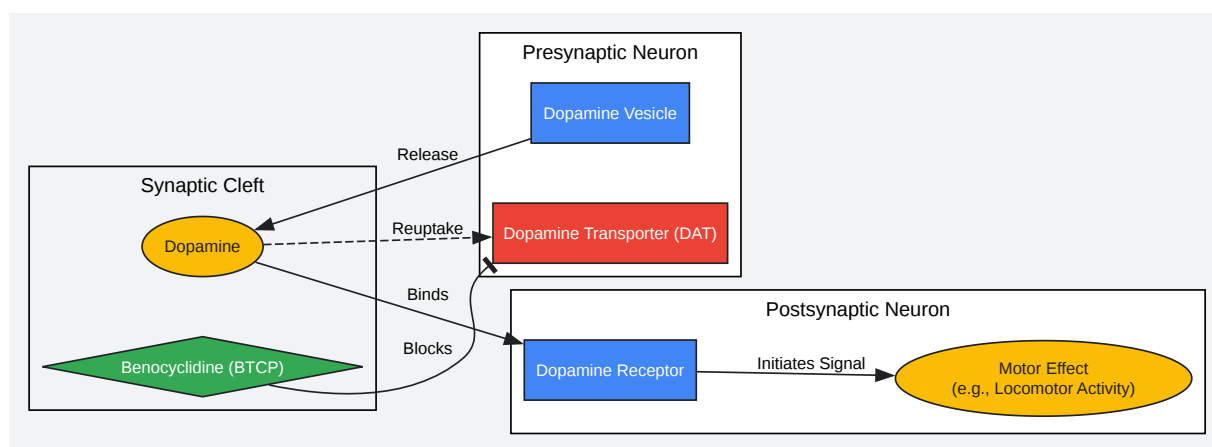 Presynaptic Neuron
Dopamine Vesicle
Release
Synaptic Cleft
Dopamine
Reuptake
Dopamine Transporter (DAT)
Binds
Postsynaptic Neuron
Blocks
Benocyclidine (BTCP)
Dopamine Receptor
Initiates Signal
Motor Effect
(e.g., Locomotor Activity)